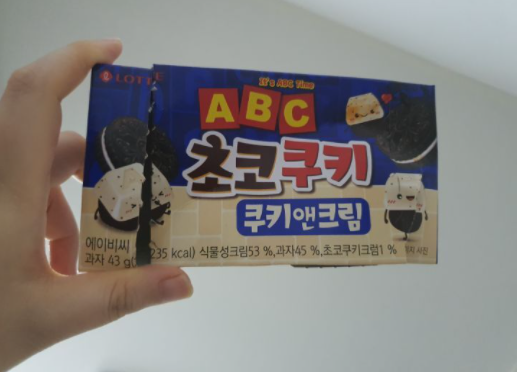 LOTTE
It's ABC Time
ABC
초코쿠키
쿠키앤크림
에이비씨
과자 43 g(235 kcal) 식물성크림53 %,과자45 %,초코쿠키크럼1 %